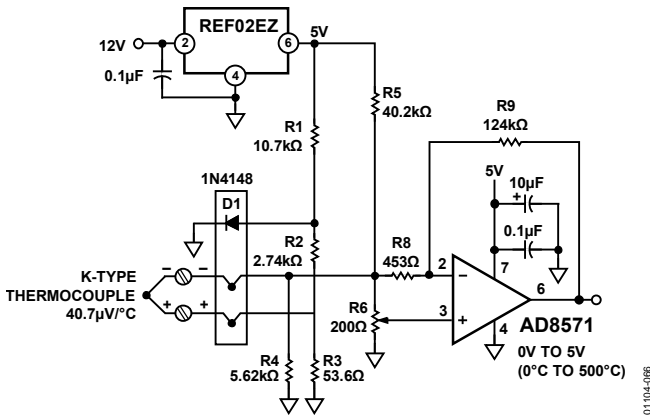 REF02EZ
12V
2
6
5V
4
0.1µF
R5
40.2kΩ
R9
124kΩ
R1
10.7kΩ
1N4148
D1
5V
10µF
+
0.1µF
R2
2.74kΩ
R8
453Ω
2
−
7
6
K-TYPE
THERMOCOUPLE
40.7µV/°C
− −
+ +
R6
200Ω
3
+
4
AD8571
0V TO 5V
(0°C TO 500°C)
R4
5.62kΩ
R3
53.6Ω
01104-066